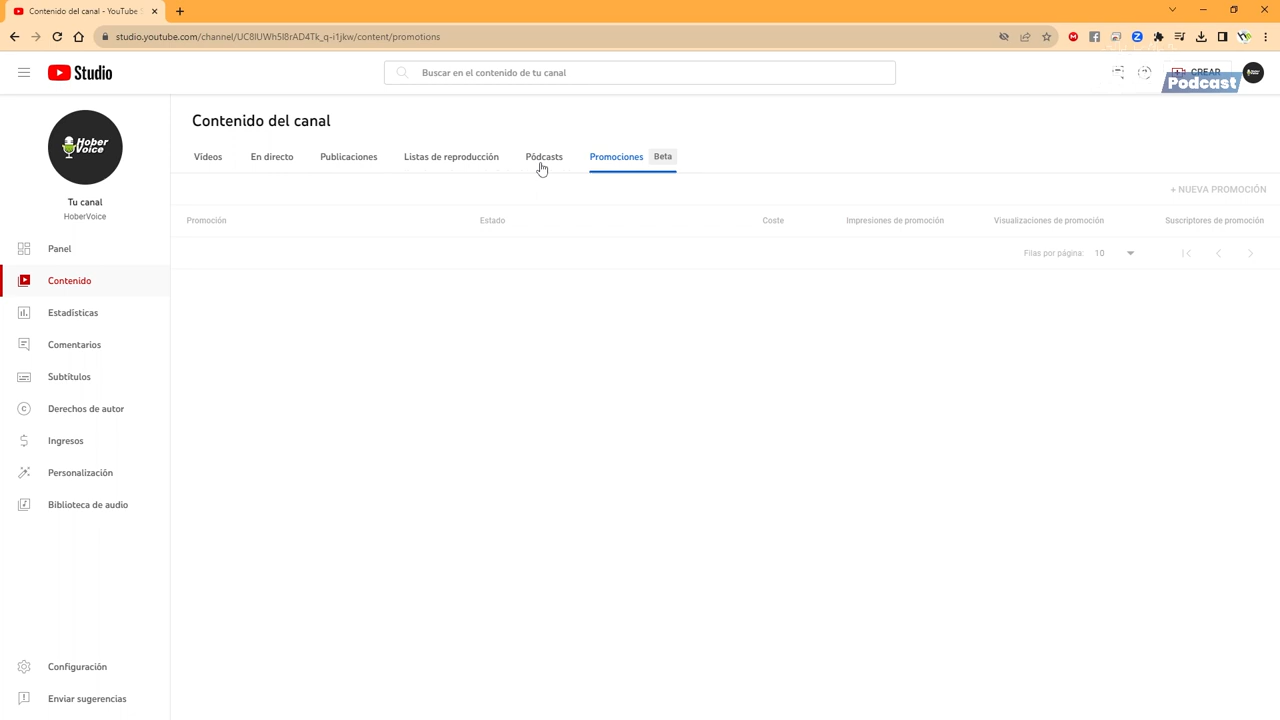 Contenido del canal - YouTube S
studio.youtube.com/channel/UC8IUWh5I8rAD4Tk_q-i1jkw/content/promotions
Studio
Buscar en el contenido de tu canal
CREAR
Podcast
Hober
Voice
Tu canal
HoberVoice
Panel
Contenido
Estadísticas
Comentarios
Subtítulos
Derechos de autor
Ingresos
Personalización
Biblioteca de audio
Configuración
Enviar sugerencias
Contenido del canal
Vídeos En directo Publicaciones Listas de reproducción Pódcasts Promociones Beta
+ NUEVA PROMOCIÓN
Promoción Estado Coste Impresiones de promoción Visualizaciones de promoción Suscriptores de promoción
Filas por página: 10